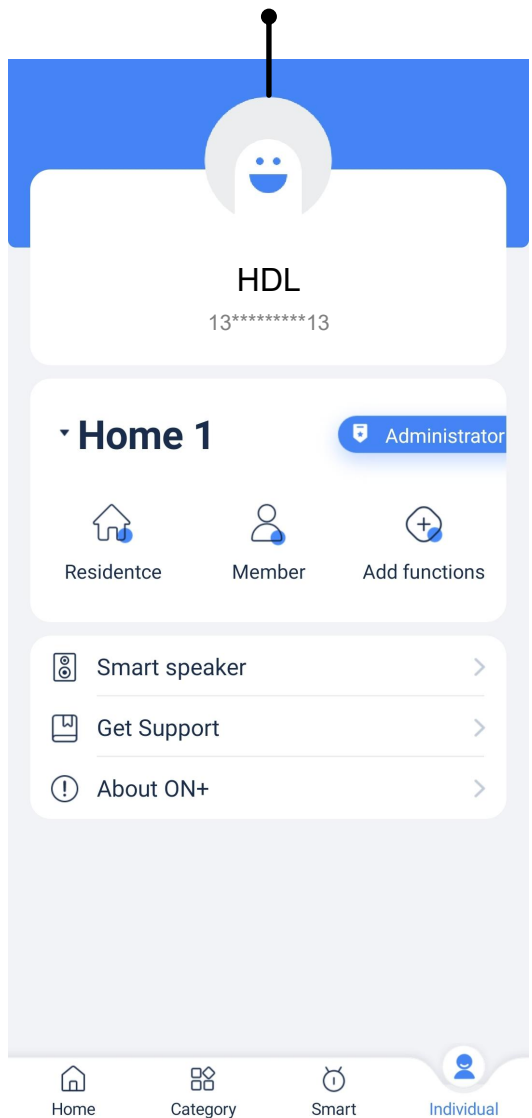 HDL
13*********13
Home 1
Administrator
Residentce Member Add functions
Smart speaker
Get Support
About ON+
Home Category Smart Individual